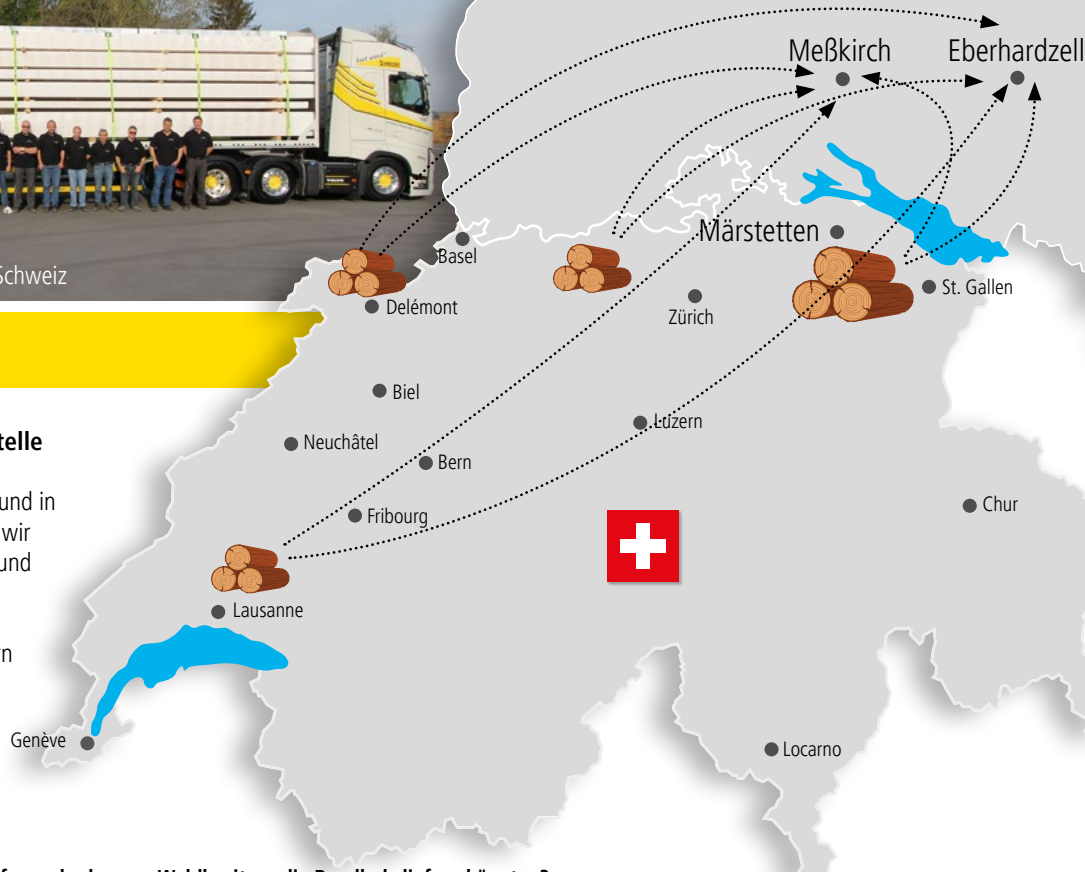 Meßkirch
Eberhardzell
Märstetten
Basel
Schweiz
Delémont
Zürich
St. Gallen
Biel
Luzern
telle
Neuchâtel
Bern
und in
Chur
Fribourg
wir
und
Lausanne
rn
Genève
Locarno